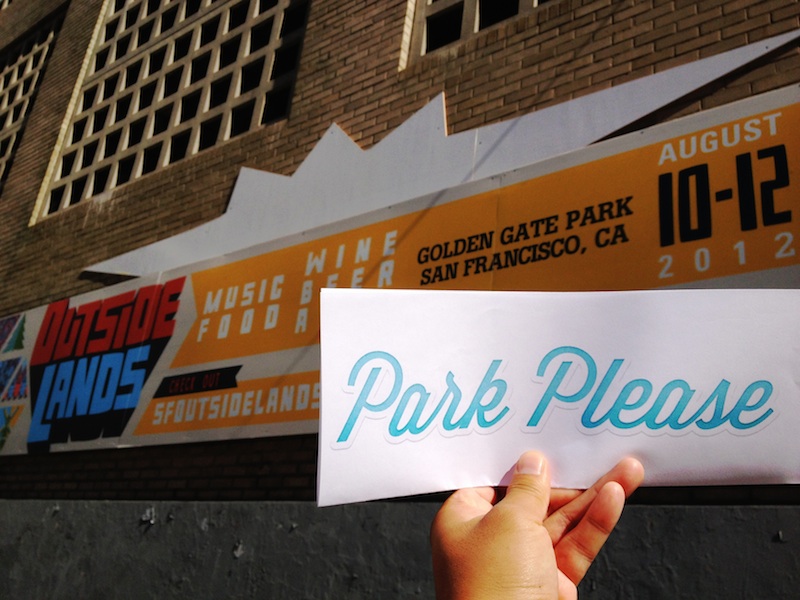 OUTSIDE
LANDS
MUSIC WINE
FOOD BEER
CHECK OUT
SFOUTSIDELANDS
GOLDEN GATE PARK
SAN FRANCISCO, CA
AUGUST
10-12
2012
Park Please